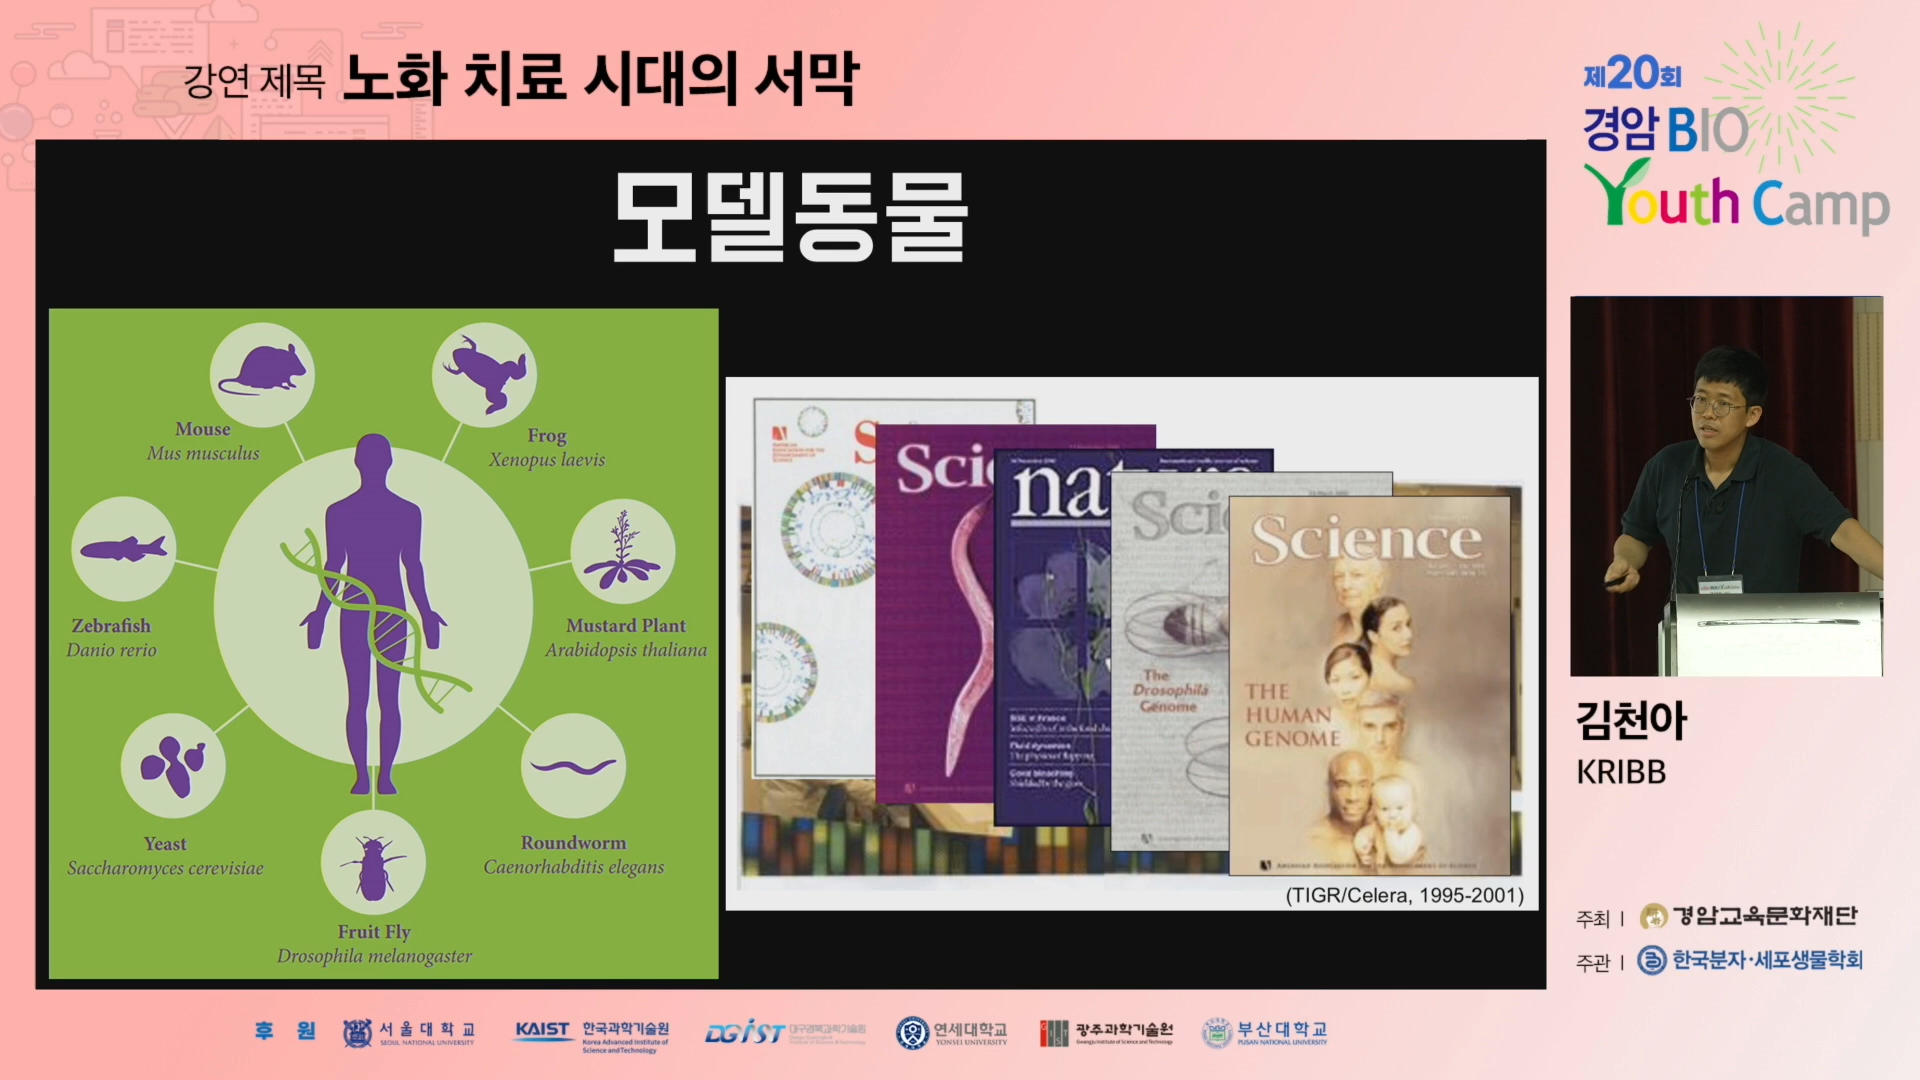 강연 제목 노화 치료 시대의 서막
제20회
경암 BIO
Youth Camp
모델동물
Mouse
Mus musculus
Frog
Xenopus laevis
Zebrafish
Danio rerio
Mustard Plant
Arabidopsis thaliana
Yeast
Saccharomyces cerevisiae
Roundworm
Caenorhabditis elegans
Fruit Fly
Drosophila melanogaster
S
Scie
nature
Scie
The
Drosophila
Genome
Science
THE
HUMAN
GENOME
(TIGR/Celera, 1995-2001)
김천아
KRIBB
주최 | 경암교육문화재단
주관 | 한국분자·세포생물학회
후 원
서울대학교
SEOUL NATIONAL UNIVERSITY
KAIST 한국과학기술원
Korea Advanced Institute of
Science and Technology
DGIST 대구경북과학기술원
연세대학교
YONSEI UNIVERSITY
광주과학기술원
Gwangju Institute of Science and Technology
부산대학교
PUSAN NATIONAL UNIVERSITY